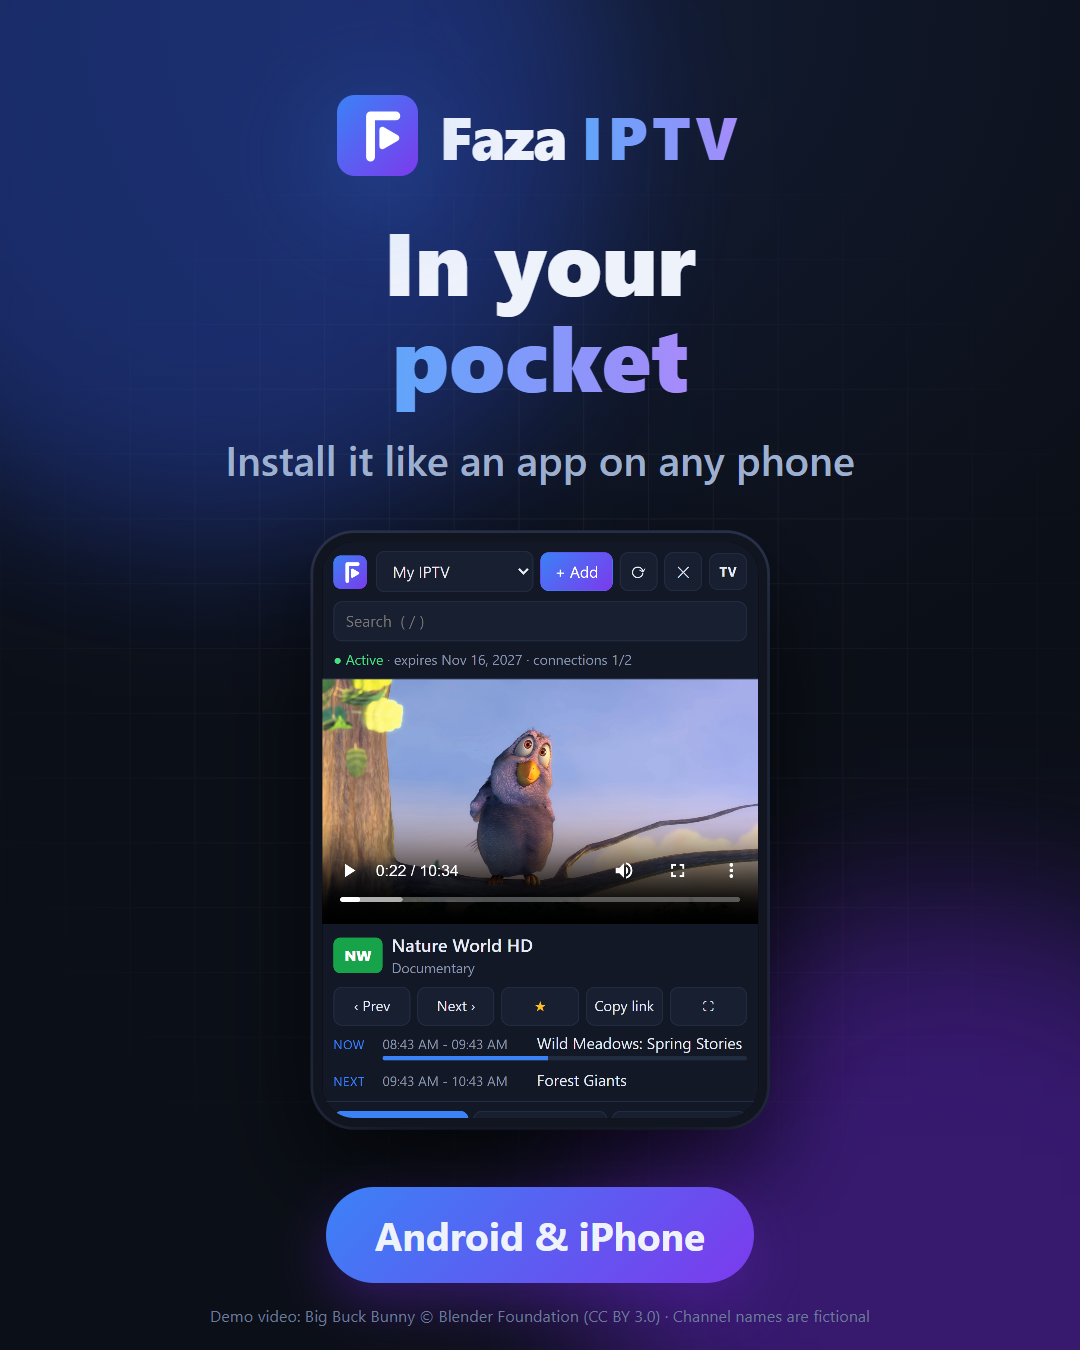 Faza IPTV
In your
pocket
Install it like an app on any phone
My IPTV
+ Add
TV
Search ( / )
● Active · expires Nov 16, 2027 · connections 1/2
0:22 / 10:34
NW
Nature World HD
Documentary
‹ Prev
Next ›
★
Copy link
NOW 08:43 AM - 09:43 AM Wild Meadows: Spring Stories
NEXT 09:43 AM - 10:43 AM Forest Giants
Android & iPhone
Demo video: Big Buck Bunny © Blender Foundation (CC BY 3.0) · Channel names are fictional